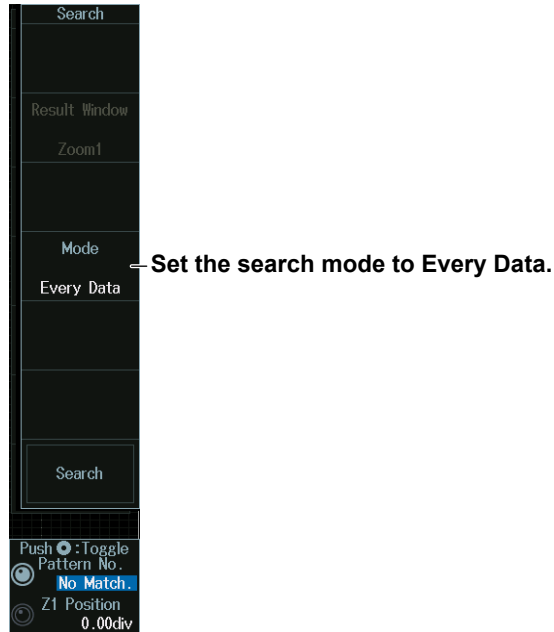 Search
Result Window
Zoom1
Mode
Set the search mode to Every Data.
Every Data
Search
Push :Toggle
Pattern No.
No Match.
Z1 Position
0.00div